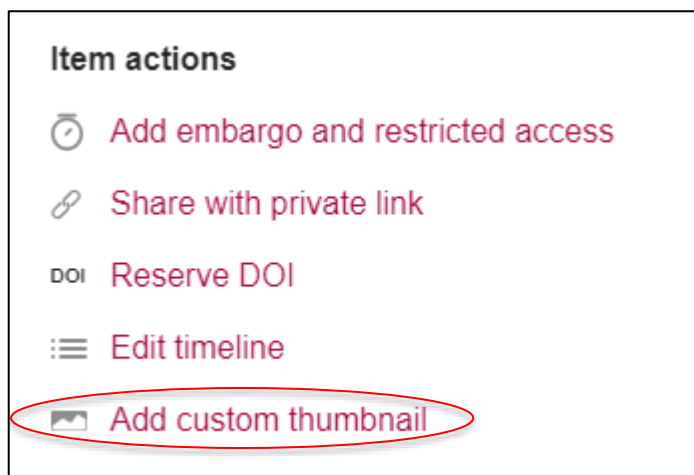 Item actions
Add embargo and restricted access
Share with private link
DOI Reserve DOI
Edit timeline
Add custom thumbnail